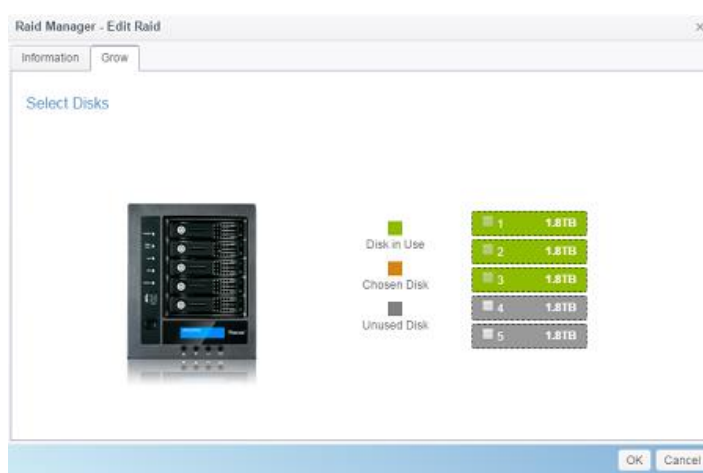 Raid Manager - Edit Raid
Information Grow
Select Disks
Disk in Use
Chosen Disk
Unused Disk
1 1.8TB
2 1.8TB
3 1.8TB
4 1.8TB
5 1.8TB
OK Cancel